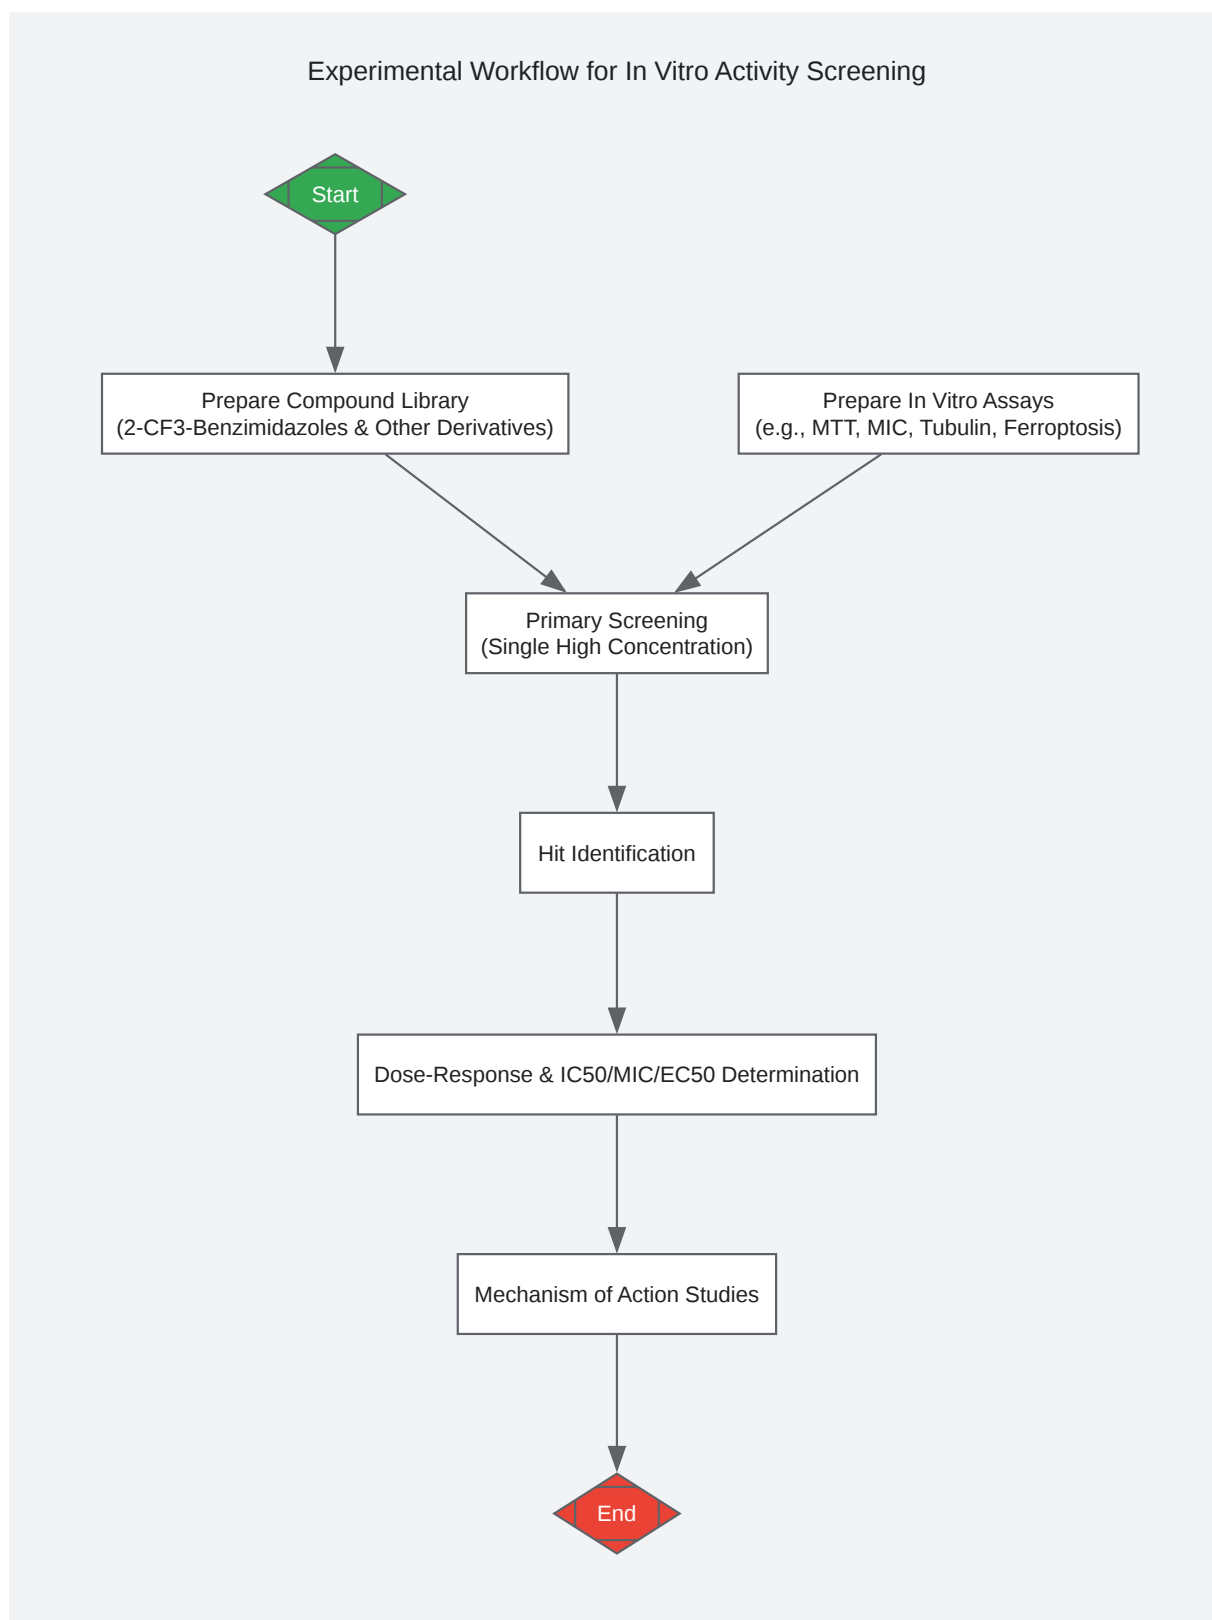 Experimental Workflow for In Vitro Activity Screening
Start
Prepare Compound Library
(2-CF3-Benzimidazoles & Other Derivatives)
Prepare In Vitro Assays
(e.g., MTT, MIC, Tubulin, Ferroptosis)
Primary Screening
(Single High Concentration)
Hit Identification
Dose-Response & IC50/MIC/EC50 Determination
Mechanism of Action Studies
End